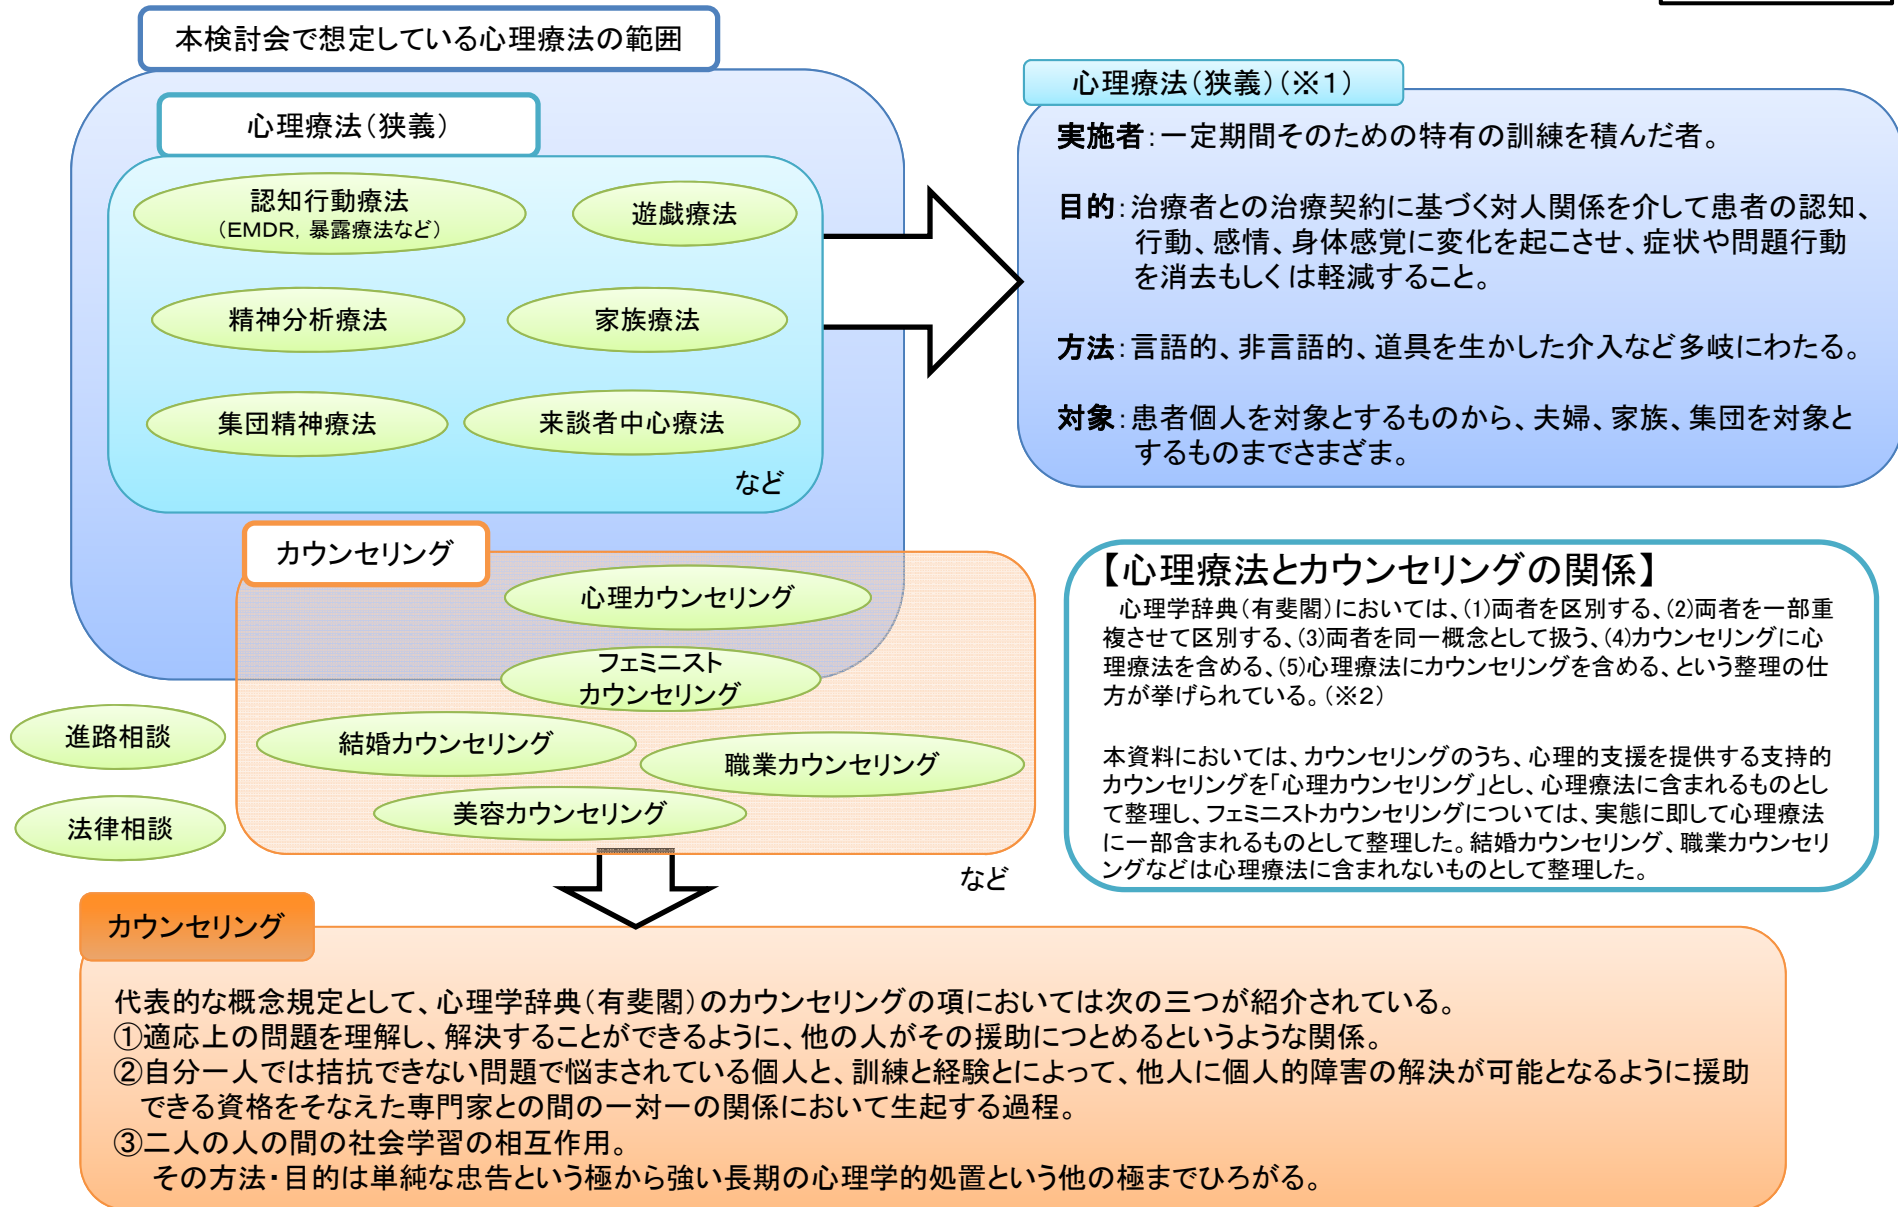 本検討会で想定している心理療法の範囲
心理療法(狭義)
認知行動療法
(EMDR, 暴露療法など)
遊戯療法
精神分析療法
家族療法
集団精神療法
来談者中心療法
など
心理療法(狭義)(※1)
実施者:一定期間そのための特有の訓練を積んだ者。
目的:治療者との治療契約に基づく対人関係を介して患者の認知、
行動、感情、身体感覚に変化を起こさせ、症状や問題行動
を消去もしくは軽減すること。
方法:言語的、非言語的、道具を生かした介入など多岐にわたる。
対象:患者個人を対象とするものから、夫婦、家族、集団を対象と
するものまでさまざま。
カウンセリング
心理カウンセリング
フェミニスト
カウンセリング
結婚カウンセリング
職業カウンセリング
美容カウンセリング
など
進路相談
法律相談
【心理療法とカウンセリングの関係】
心理学辞典(有斐閣)においては、(1)両者を区別する、(2)両者を一部重
複させて区別する、(3)両者を同一概念として扱う、(4)カウンセリングに心
理療法を含める、(5)心理療法にカウンセリングを含める、という整理の仕
方が挙げられている。(※2)
本資料においては、カウンセリングのうち、心理的支援を提供する支持的
カウンセリングを「心理カウンセリング」とし、心理療法に含まれるものとし
て整理し、フェミニストカウンセリングについては、実態に即して心理療法
に一部含まれるものとして整理した。結婚カウンセリング、職業カウンセリ
ングなどは心理療法に含まれないものとして整理した。
カウンセリング
代表的な概念規定として、心理学辞典(有斐閣)のカウンセリングの項においては次の三つが紹介されている。
①適応上の問題を理解し、解決することができるように、他の人がその援助につとめるというような関係。
②自分一人では拮抗できない問題で悩まされている個人と、訓練と経験とによって、他人に個人的障害の解決が可能となるように援助
できる資格をそなえた専門家との間の一対一の関係において生起する過程。
③二人の人の間の社会学習の相互作用。
その方法・目的は単純な忠告という極から強い長期の心理学的処置という他の極までひろがる。